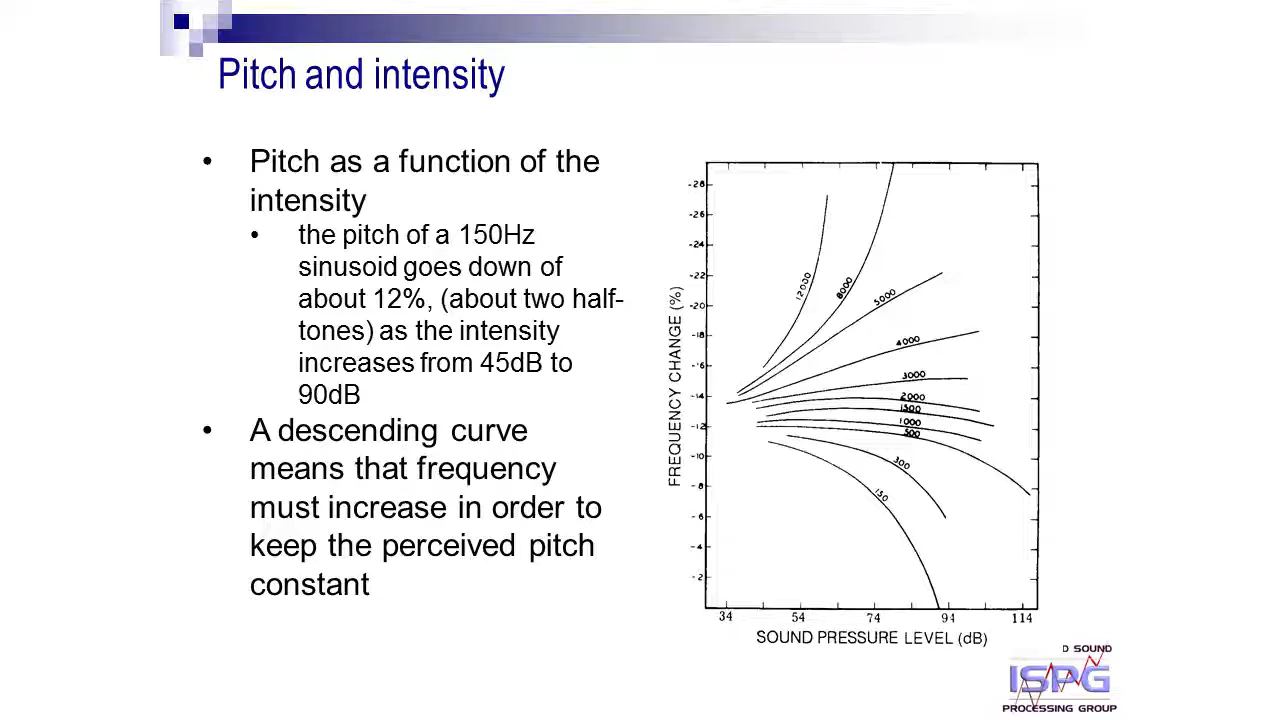 Pitch and intensity
• Pitch as a function of the
intensity
• the pitch of a 150Hz
sinusoid goes down of
about 12%, (about two half-
tones) as the intensity
increases from 45dB to
90dB
• A descending curve
means that frequency
must increase in order to
keep the perceived pitch
constant
FREQUENCY CHANGE (%)
-28
-26
-24
-22
-20
-18
-16
-14
-12
-10
-8
-6
-4
-2
12000
8000
5000
4000
3000
2000
1500
1000
500
300
150
34 54 74 94 114
SOUND PRESSURE LEVEL (dB)
D SOUND
ISPG
PROCESSING GROUP